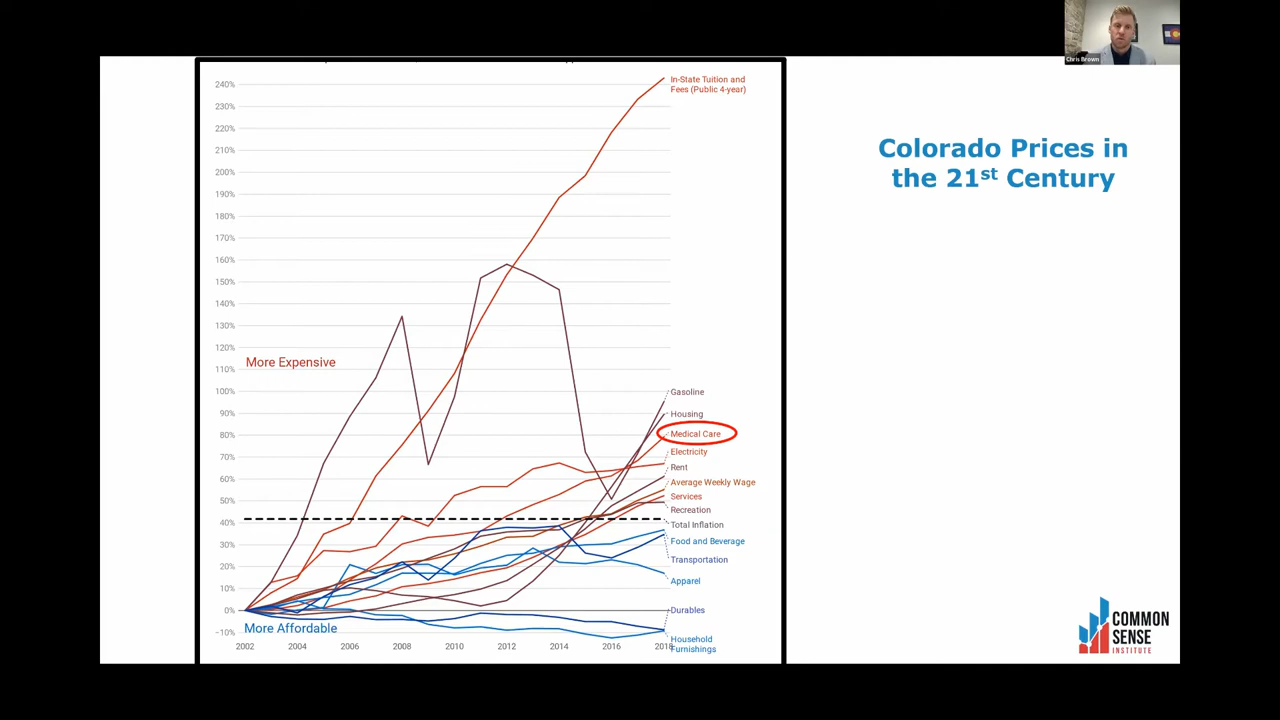 Chris Brown
Colorado Prices in
the 21st Century
240%
230%
220%
210%
200%
190%
180%
170%
160%
150%
140%
130%
120%
110%
100%
90%
80%
70%
60%
50%
40%
30%
20%
10%
0%
−10%
More Expensive
More Affordable
2002
2004
2006
2008
2010
2012
2014
2016
2018
In-State Tuition and
Fees (Public 4-year)
Gasoline
Housing
Medical Care
Electricity
Rent
Average Weekly Wage
Services
Recreation
Total Inflation
Food and Beverage
Transportation
Apparel
Durables
Household
Furnishings
COMMON
SENSE
INSTITUTE